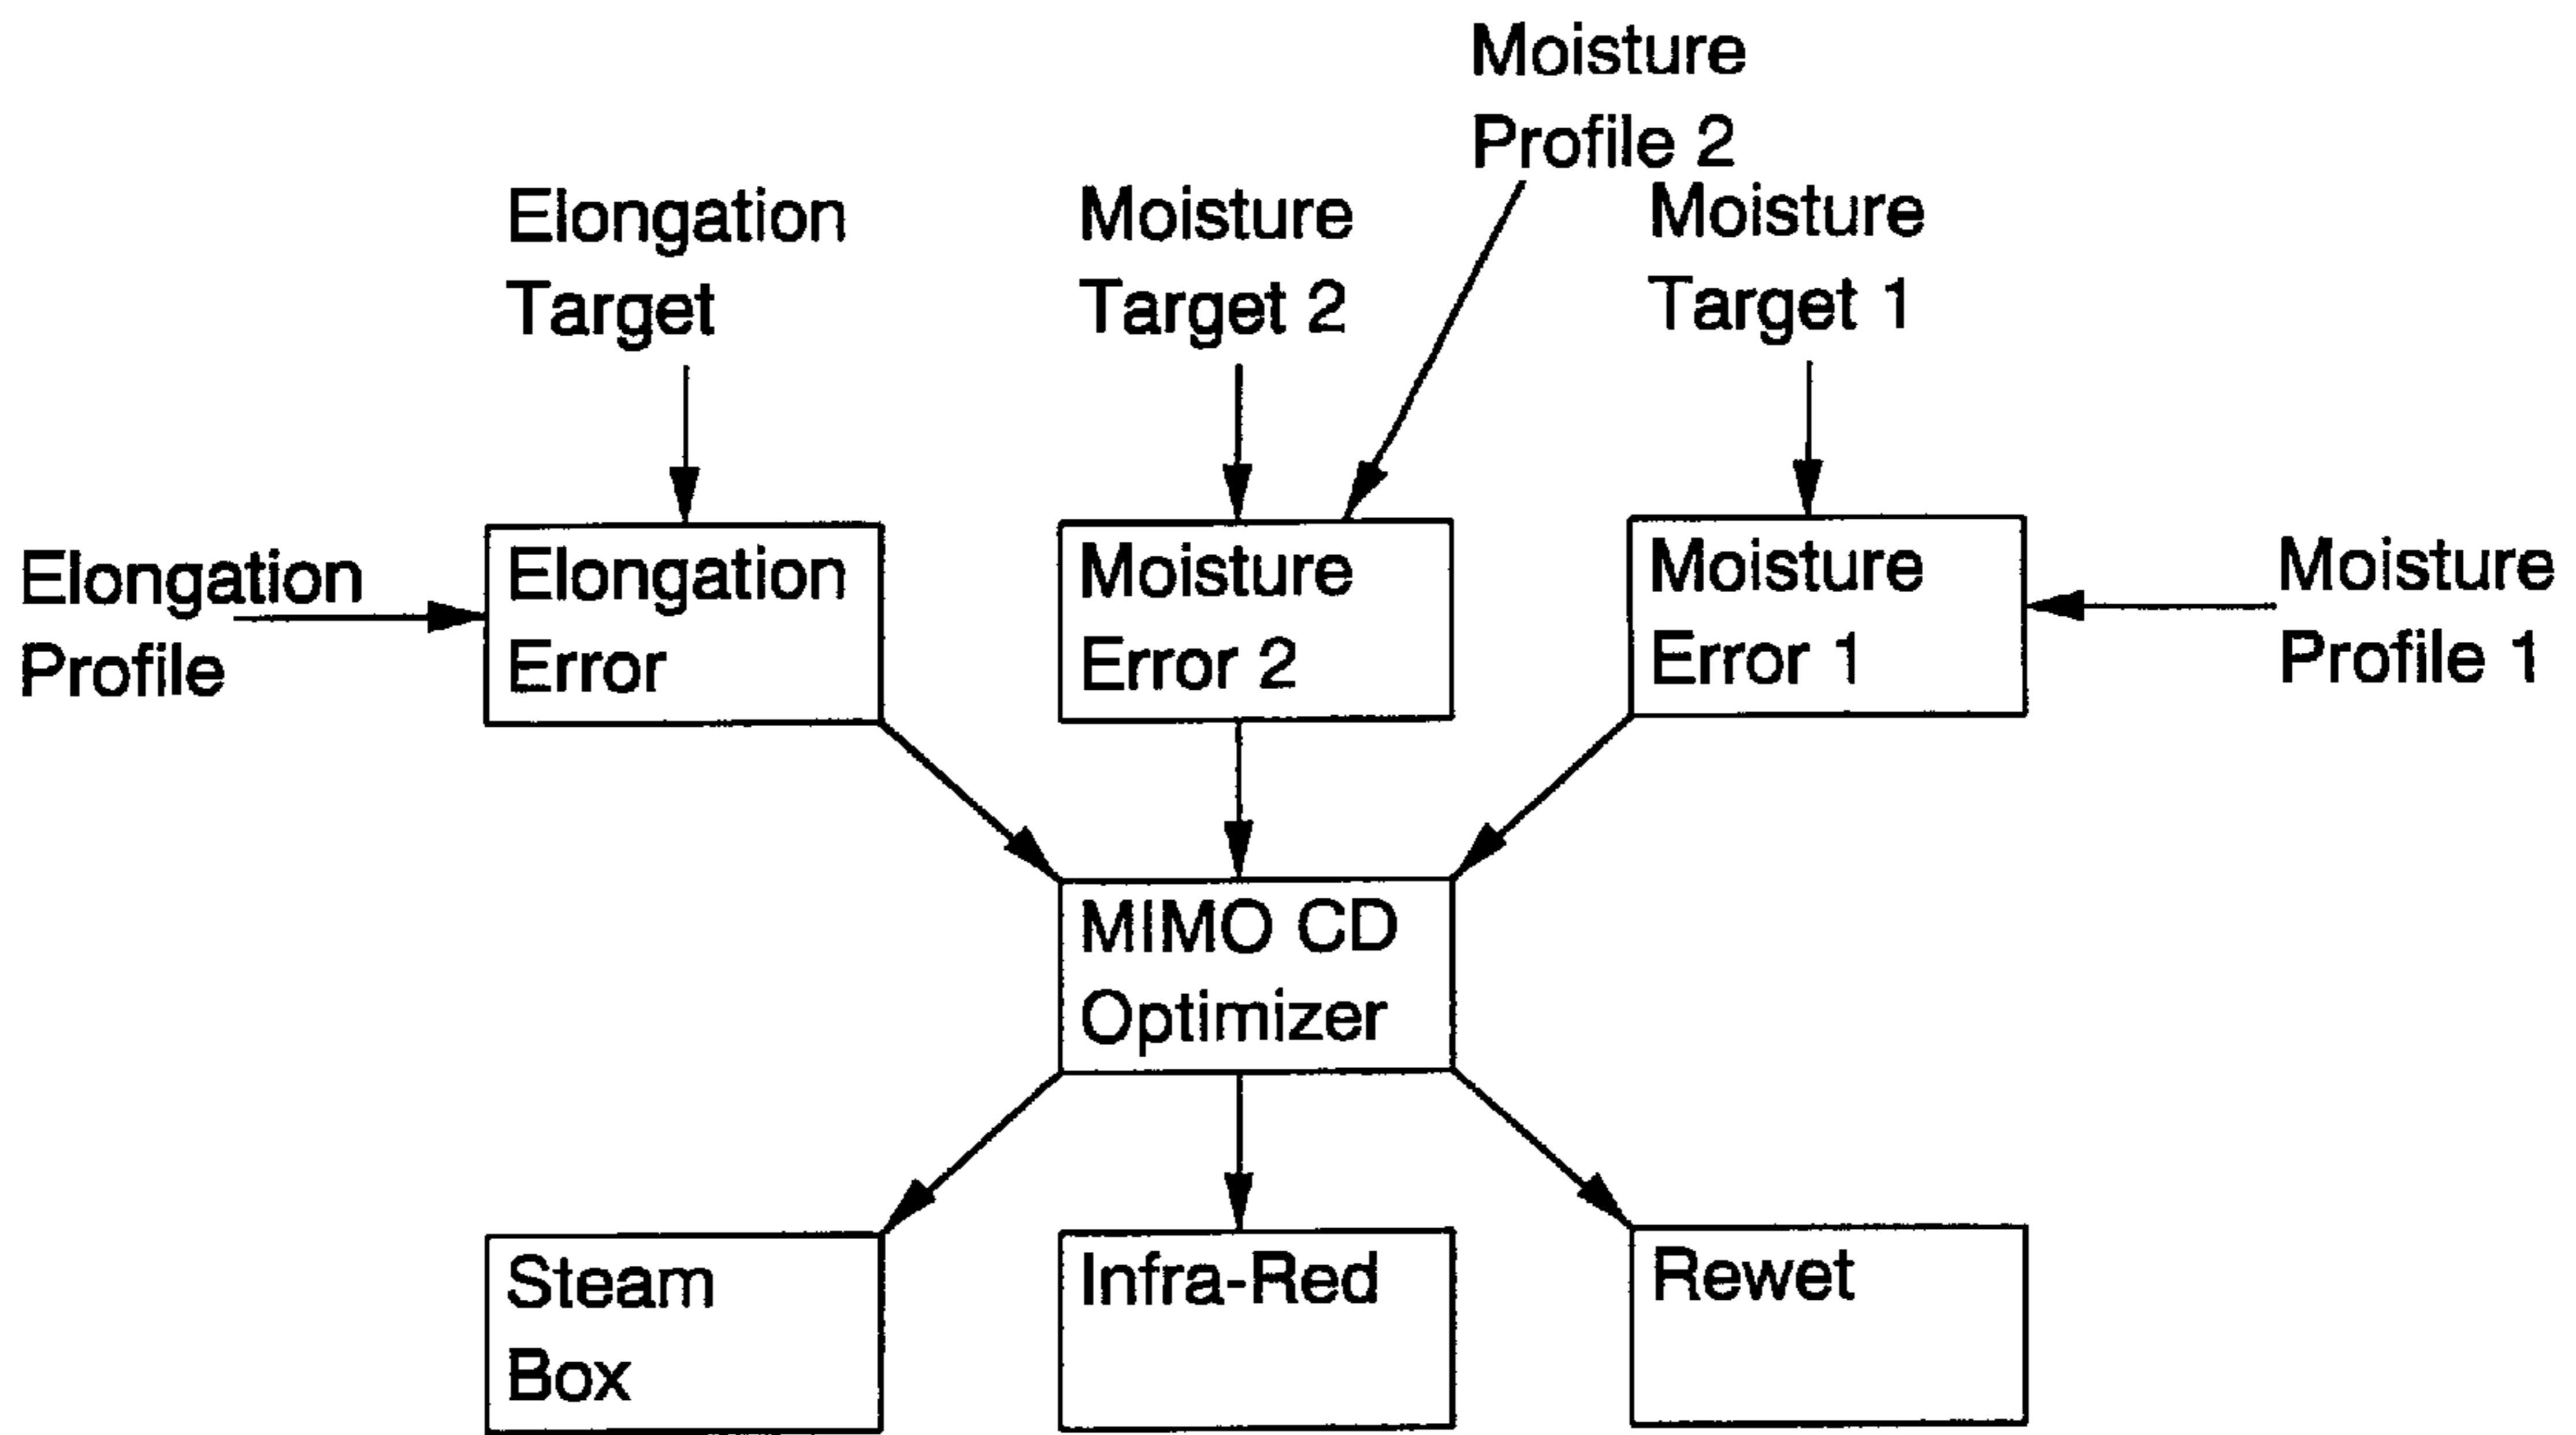 Moisture
Profile 2
Elongation
Target
Moisture
Target 2
Moisture
Target 1
Elongation
Profile
Elongation
Error
Moisture
Error 2
Moisture
Error 1
Moisture
Profile 1
MIMO CD
Optimizer
Steam
Box
Infra-Red
Rewet